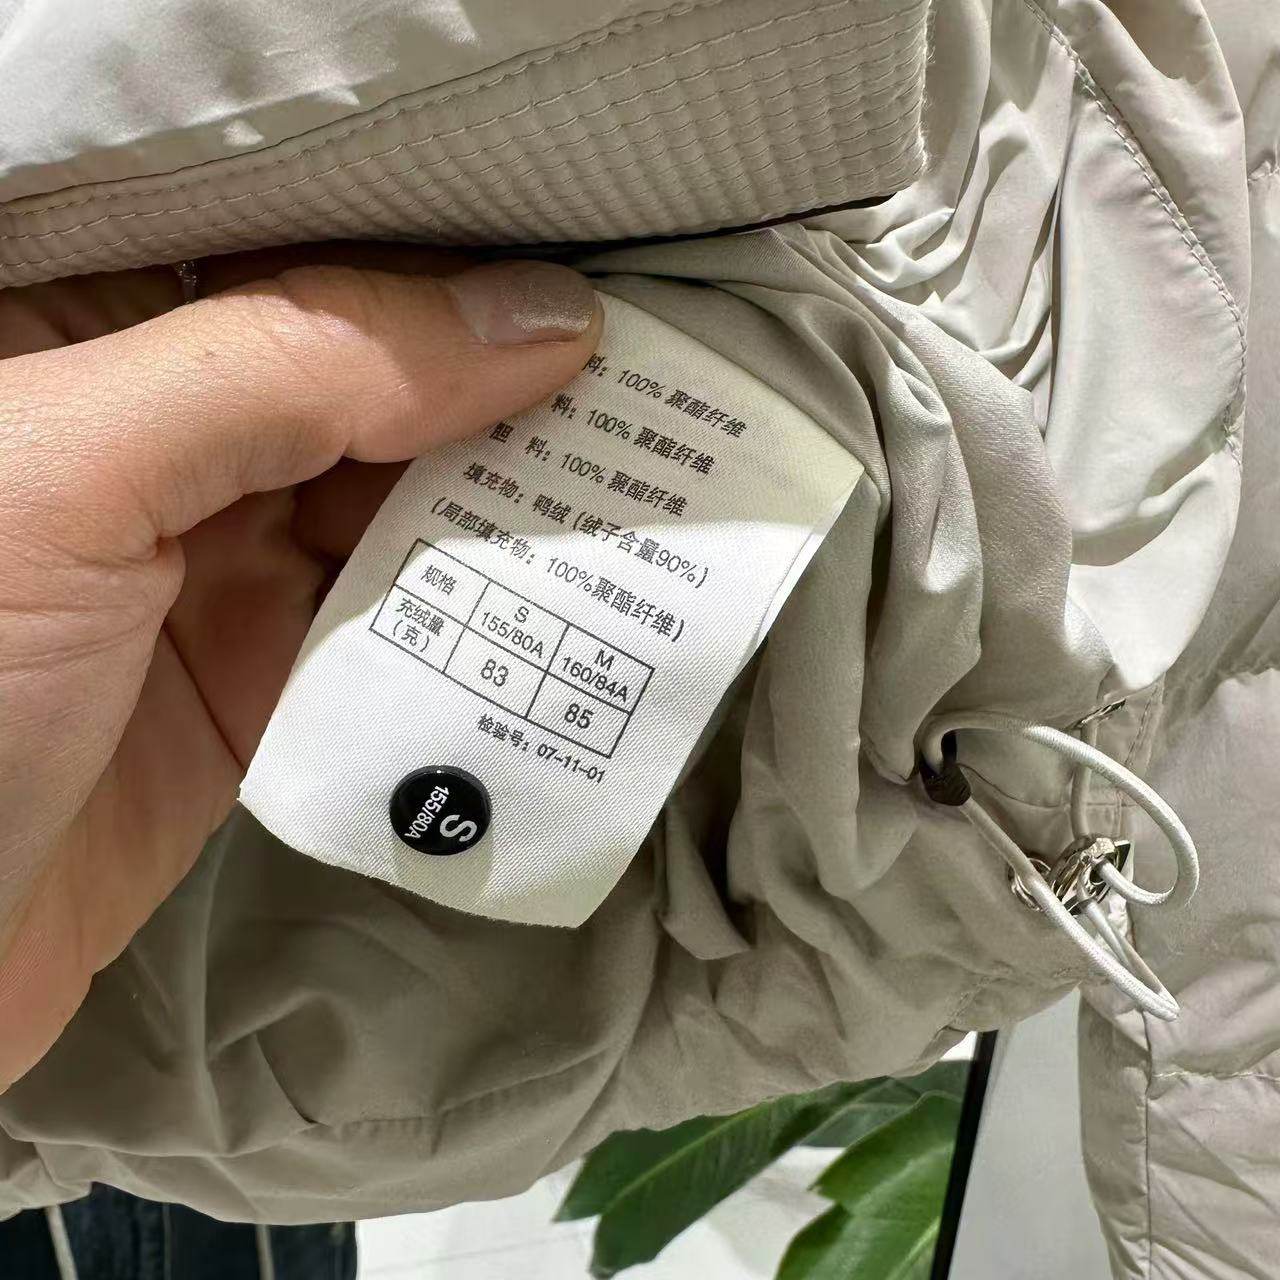 料：100% 聚酯纤维
料：100% 聚酯纤维
胆 料：100% 聚酯纤维
填充物：鸭绒（绒子含量90%）
（局部填充物：100%聚酯纤维）
规格 S 155/80A M 160/84A
充绒量（克） 83 85
检验号：07-11-01
S
155/80A